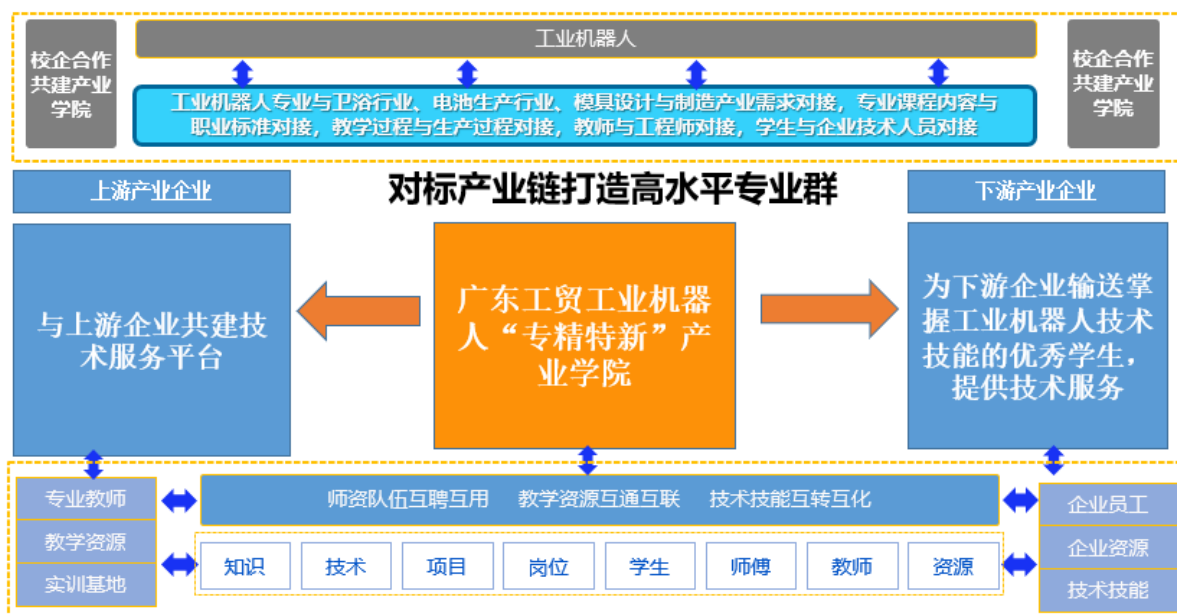 校企合作
共建产业
学院
工业机器人
校企合作
共建产业
学院
工业机器人专业与卫浴行业、电池生产行业、模具设计与制造产业需求对接，专业课程内容与
职业标准对接，教学过程与生产过程对接，教师与工程师对接，学生与企业技术人员对接
上游产业企业
对标产业链打造高水平专业群
下游产业企业
与上游企业共建技
术服务平台
广东工贸工业机器
人“专精特新”产
业学院
为下游企业输送掌
握工业机器人技术
技能的优秀学生，
提供技术服务
专业教师
教学资源
实训基地
师资队伍互聘互用 教学资源互通互联 技术技能互转互化
知识 技术 项目 岗位 学生 师傅 教师 资源
企业员工
企业资源
技术技能